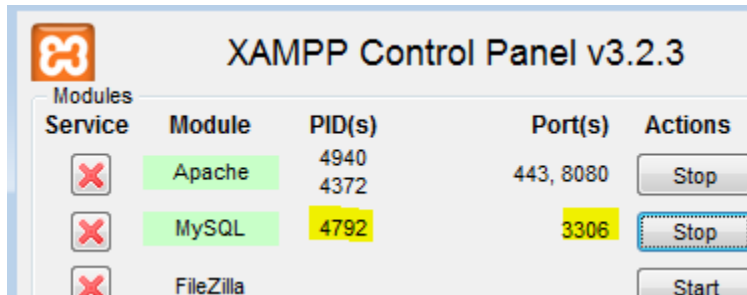 XAMPP Control Panel v3.2.3
Modules
Service Module PID(s) Port(s) Actions
Apache 4940 4372 443, 8080 Stop
MySQL 4792 3306 Stop
FileZilla Start